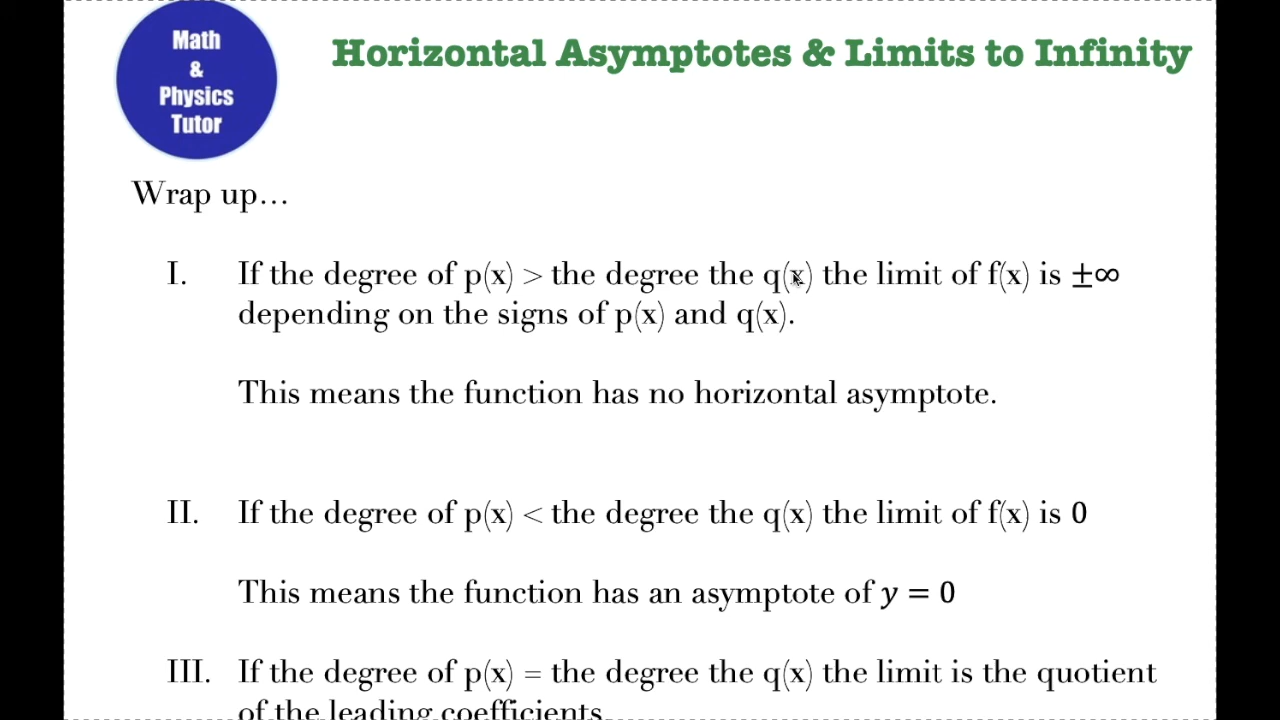 Math
&
Physics
Tutor
Horizontal Asymptotes & Limits to Infinity
Wrap up...
I. If the degree of p(x) > the degree the q(x) the limit of f(x) is ±∞
depending on the signs of p(x) and q(x).
This means the function has no horizontal asymptote.
II. If the degree of p(x) < the degree the q(x) the limit of f(x) is 0
This means the function has an asymptote of y = 0
III. If the degree of p(x) = the degree the q(x) the limit is the quotient
of the leading coefficients.